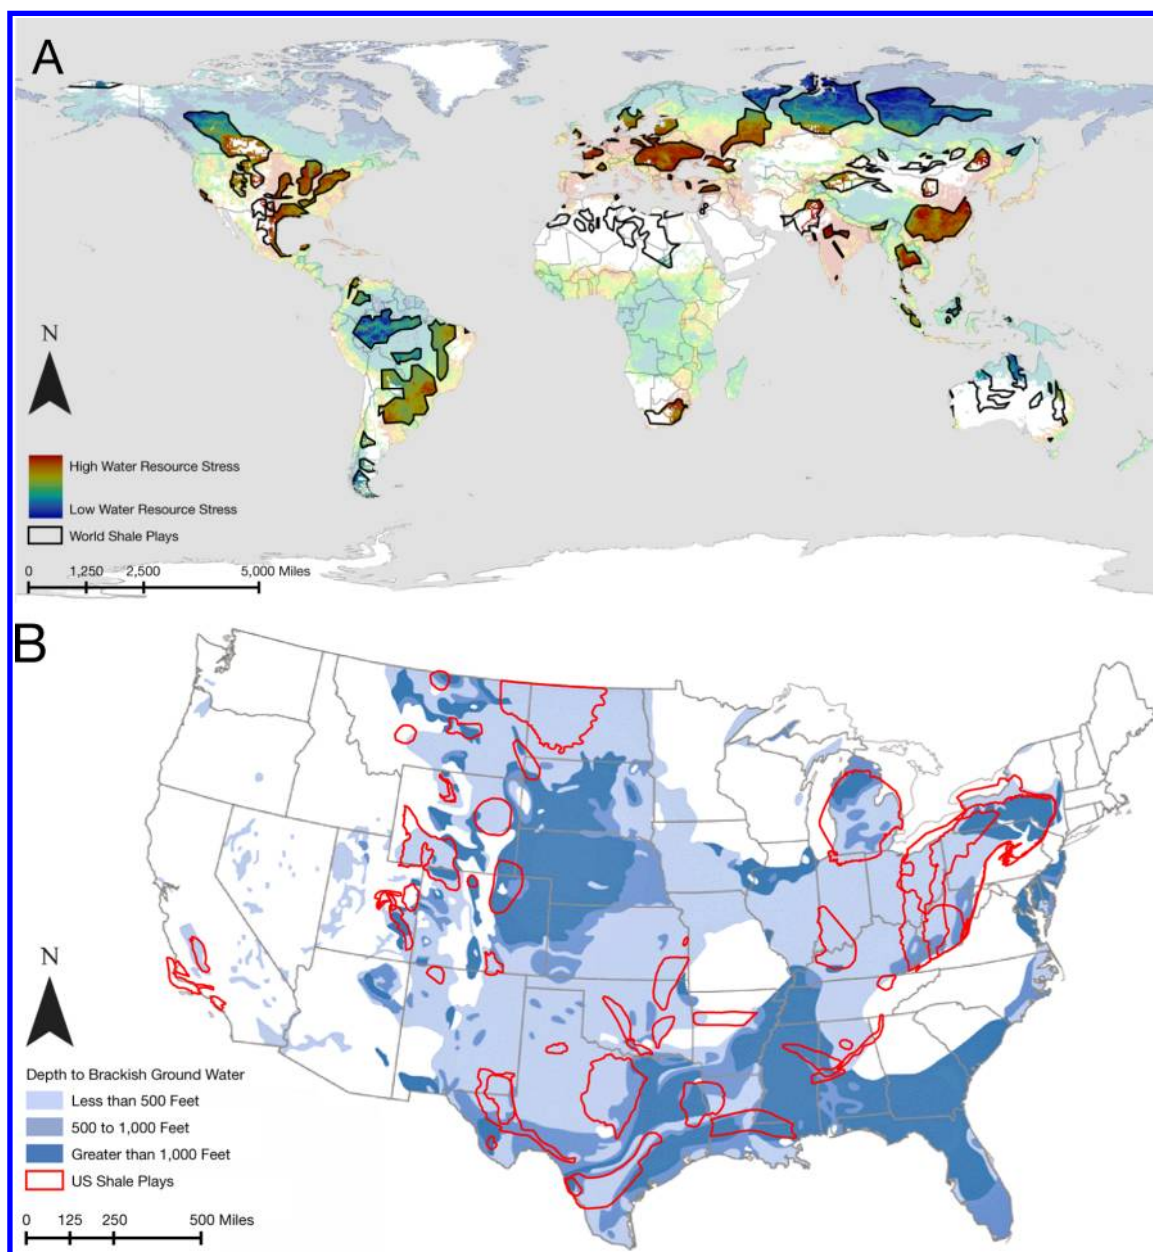 A
N
High Water Resource Stress
Low Water Resource Stress
World Shale Plays
0 1,250 2,500 5,000 Miles
B
N
Depth to Brackish Ground Water
Less than 500 Feet
500 to 1,000 Feet
Greater than 1,000 Feet
US Shale Plays
0 125 250 500 Miles